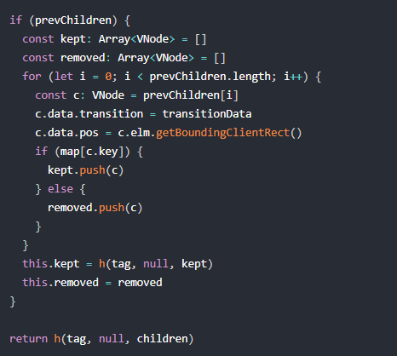 if (prevChildren) {
  const kept: Array<VNode> = []
  const removed: Array<VNode> = []
  for (let i = 0; i < prevChildren.length; i++) {
    const c: VNode = prevChildren[i]
    c.data.transition = transitionData
    c.data.pos = c.elm.getBoundingClientRect()
    if (map[c.key]) {
      kept.push(c)
    } else {
      removed.push(c)
    }
  }
  this.kept = h(tag, null, kept)
  this.removed = removed
}

return h(tag, null, children)